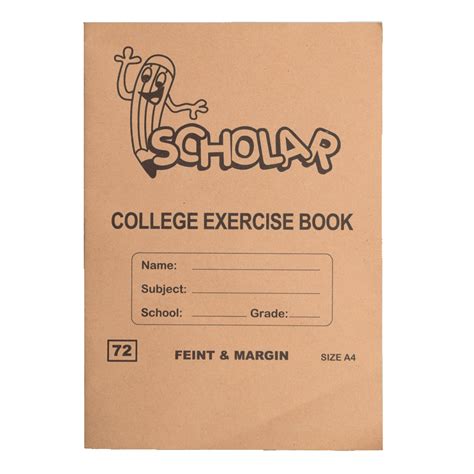 SCHOLAR
COLLEGE EXERCISE BOOK
Name:
Subject:
School: Grade:
72 FEINT & MARGIN SIZE A4